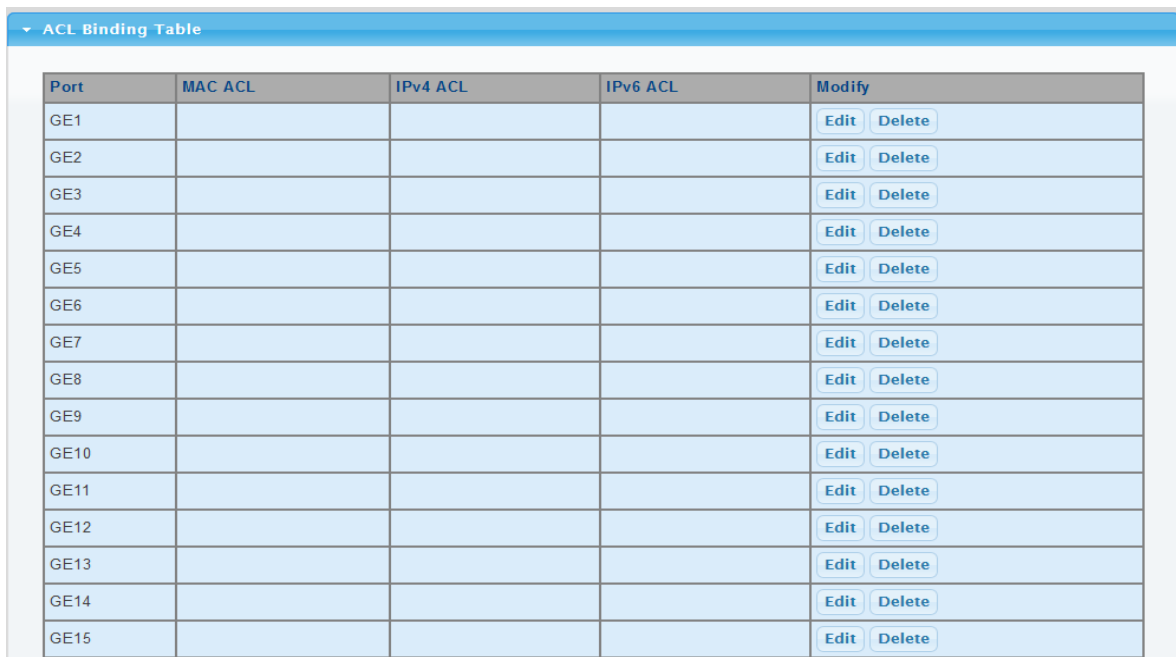 ACL Binding Table
Port MAC ACL IPv4 ACL IPv6 ACL Modify
GE1 Edit Delete
GE2 Edit Delete
GE3 Edit Delete
GE4 Edit Delete
GE5 Edit Delete
GE6 Edit Delete
GE7 Edit Delete
GE8 Edit Delete
GE9 Edit Delete
GE10 Edit Delete
GE11 Edit Delete
GE12 Edit Delete
GE13 Edit Delete
GE14 Edit Delete
GE15 Edit Delete